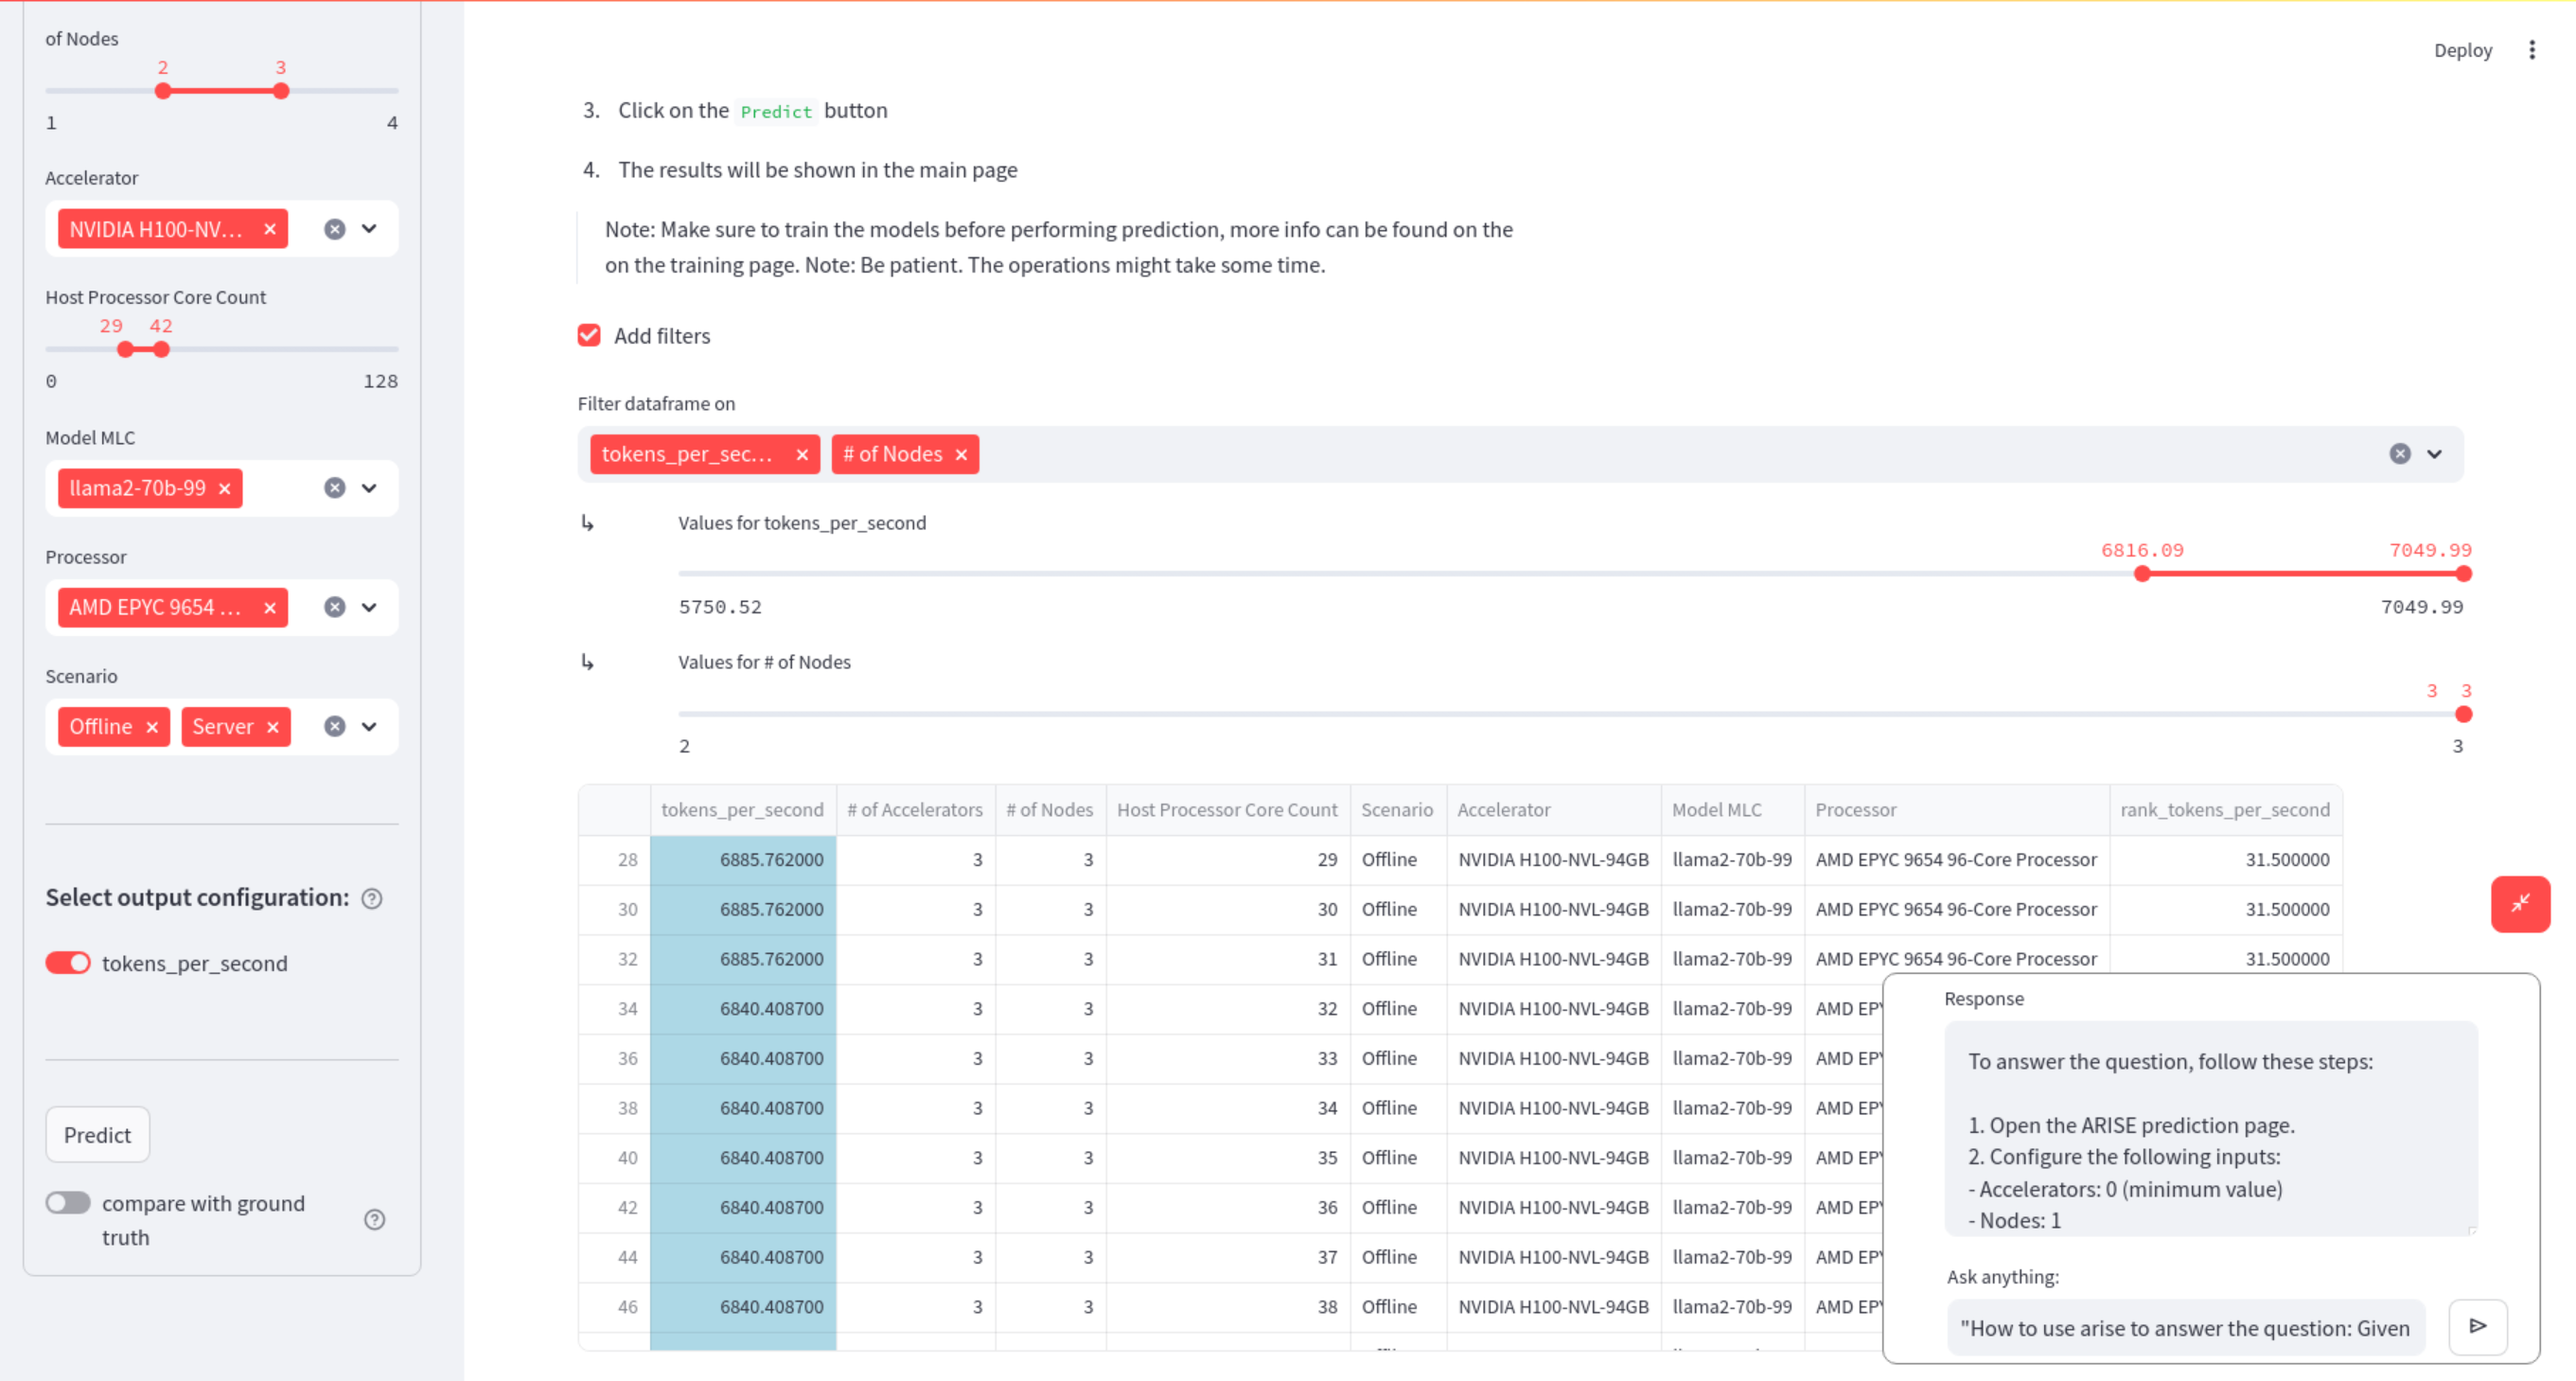 of Nodes
2 3
1 4
Accelerator
NVIDIA H100-NV...
Host Processor Core Count
29 42
0 128
Model MLC
llama2-70b-99
Processor
AMD EPYC 9654 ...
Scenario
Offline Server
Select output configuration:
tokens_per_second
Predict
compare with ground
truth
Deploy
3. Click on the Predict button
4. The results will be shown in the main page
Note: Make sure to train the models before performing prediction, more info can be found on the
on the training page. Note: Be patient. The operations might take some time.
Add filters
Filter dataframe on
tokens_per_sec... # of Nodes
Values for tokens_per_second
6816.09 7049.99
5750.52 7049.99
Values for # of Nodes
3 3
2 3
tokens_per_second # of Accelerators # of Nodes Host Processor Core Count Scenario Accelerator Model MLC Processor rank_tokens_per_second
28 6885.762000 3 3 29 Offline NVIDIA H100-NVL-94GB llama2-70b-99 AMD EPYC 9654 96-Core Processor 31.500000
30 6885.762000 3 3 30 Offline NVIDIA H100-NVL-94GB llama2-70b-99 AMD EPYC 9654 96-Core Processor 31.500000
32 6885.762000 3 3 31 Offline NVIDIA H100-NVL-94GB llama2-70b-99 AMD EPYC 9654 96-Core Processor 31.500000
34 6840.408700 3 3 32 Offline NVIDIA H100-NVL-94GB llama2-70b-99 AMD EPY
36 6840.408700 3 3 33 Offline NVIDIA H100-NVL-94GB llama2-70b-99 AMD EPY
38 6840.408700 3 3 34 Offline NVIDIA H100-NVL-94GB llama2-70b-99 AMD EPY
40 6840.408700 3 3 35 Offline NVIDIA H100-NVL-94GB llama2-70b-99 AMD EPY
42 6840.408700 3 3 36 Offline NVIDIA H100-NVL-94GB llama2-70b-99 AMD EPY
44 6840.408700 3 3 37 Offline NVIDIA H100-NVL-94GB llama2-70b-99 AMD EPY
46 6840.408700 3 3 38 Offline NVIDIA H100-NVL-94GB llama2-70b-99 AMD EPY
Response
To answer the question, follow these steps:
1. Open the ARISE prediction page.
2. Configure the following inputs:
- Accelerators: 0 (minimum value)
- Nodes: 1
Ask anything:
"How to use arise to answer the question: Given